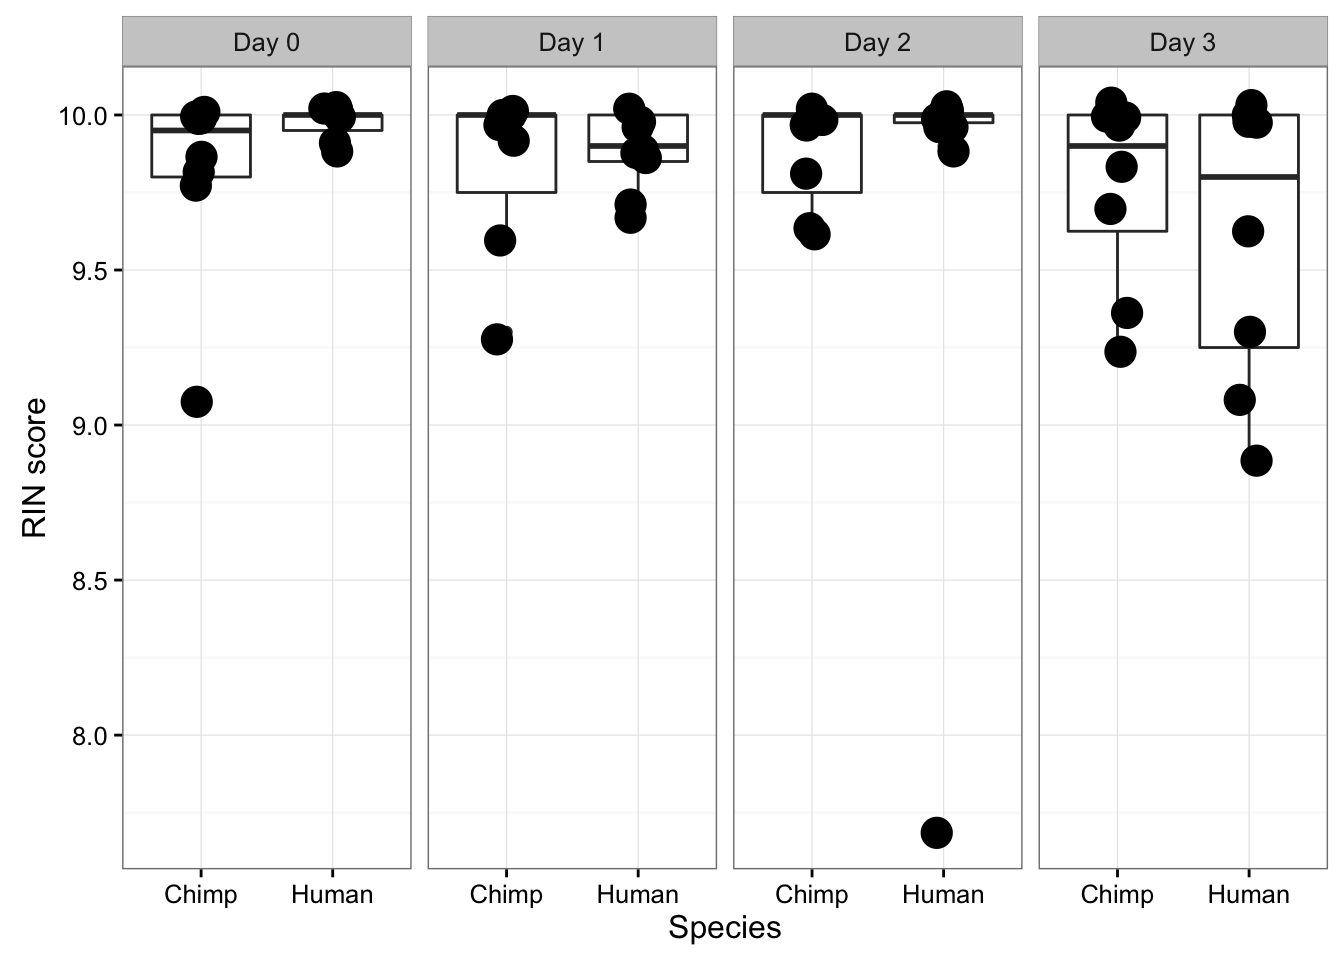 Day 0 Day 1 Day 2 Day 3
RIN score
10.0
9.5
9.0
8.5
8.0
Chimp Human Chimp Human Chimp Human Chimp Human
Species